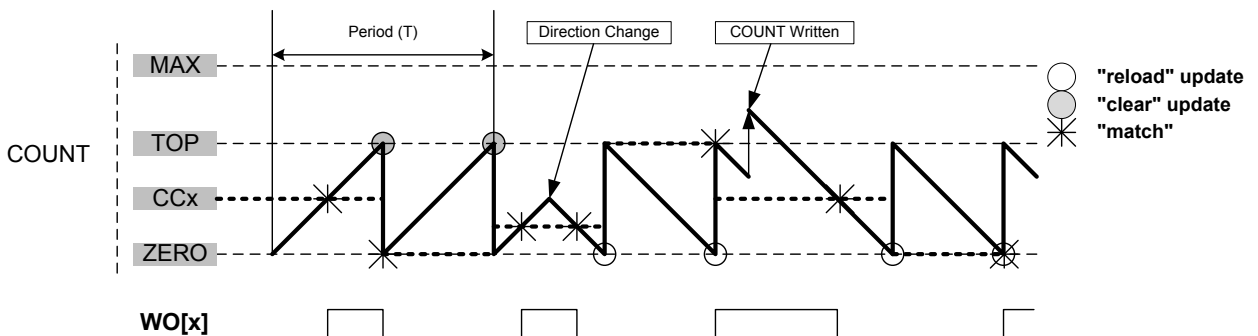 Period (T)
Direction Change
COUNT Written
MAX
"reload" update
"clear" update
TOP
"match"
COUNT
CCx
ZERO
WO[x]